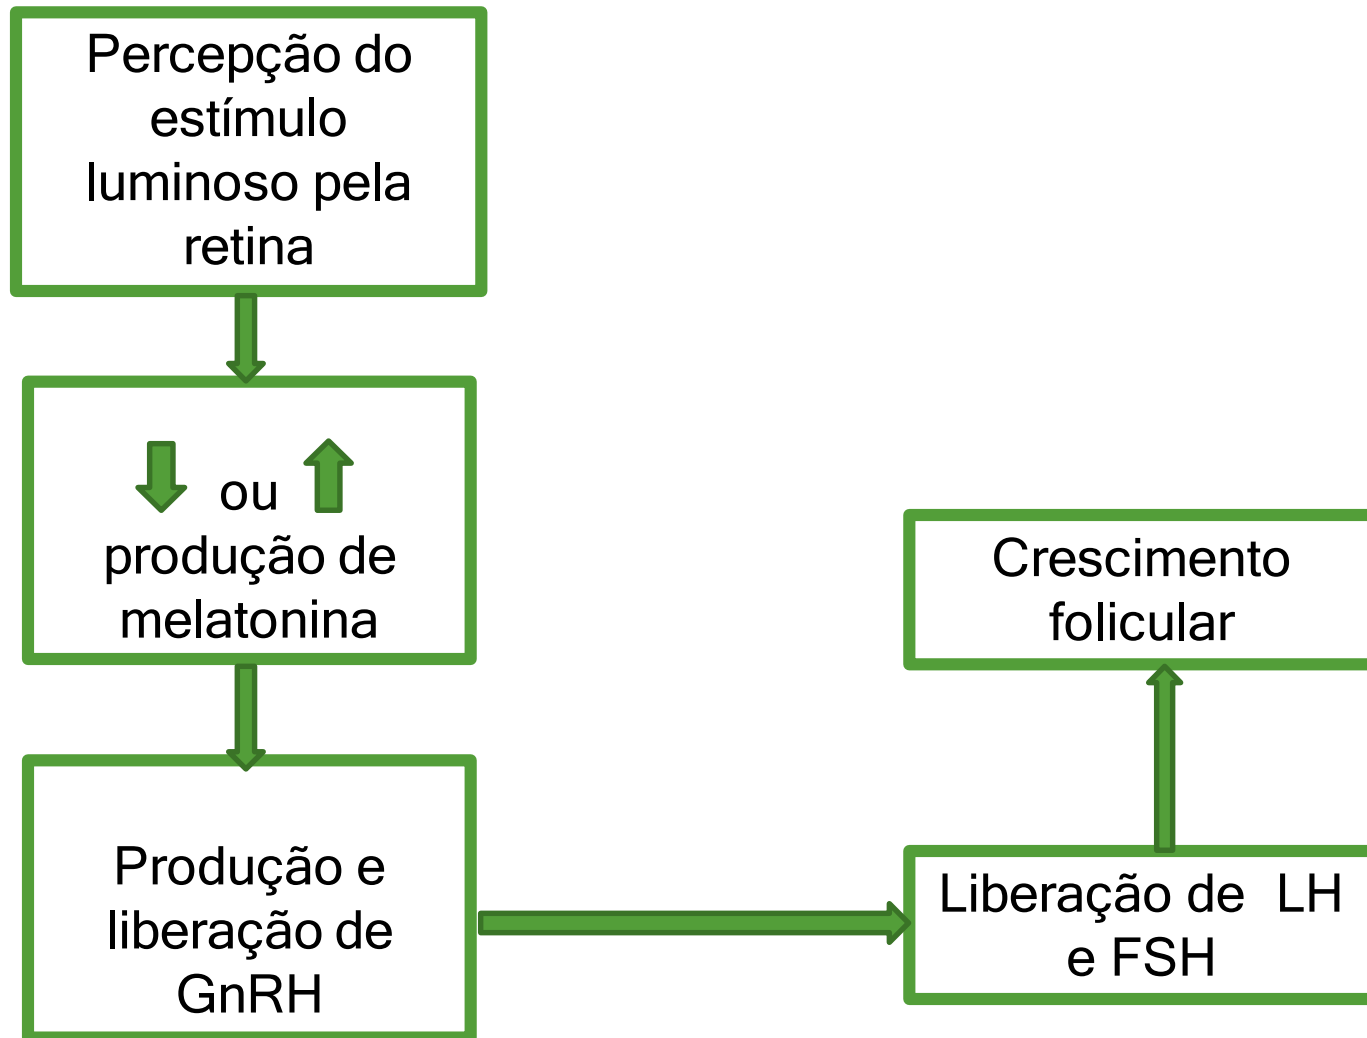 Percepção do
estímulo
luminoso pela
retina
ou
produção de
melatonina
Produção e
liberação de
GnRH
Liberação de LH
e FSH
Crescimento
folicular